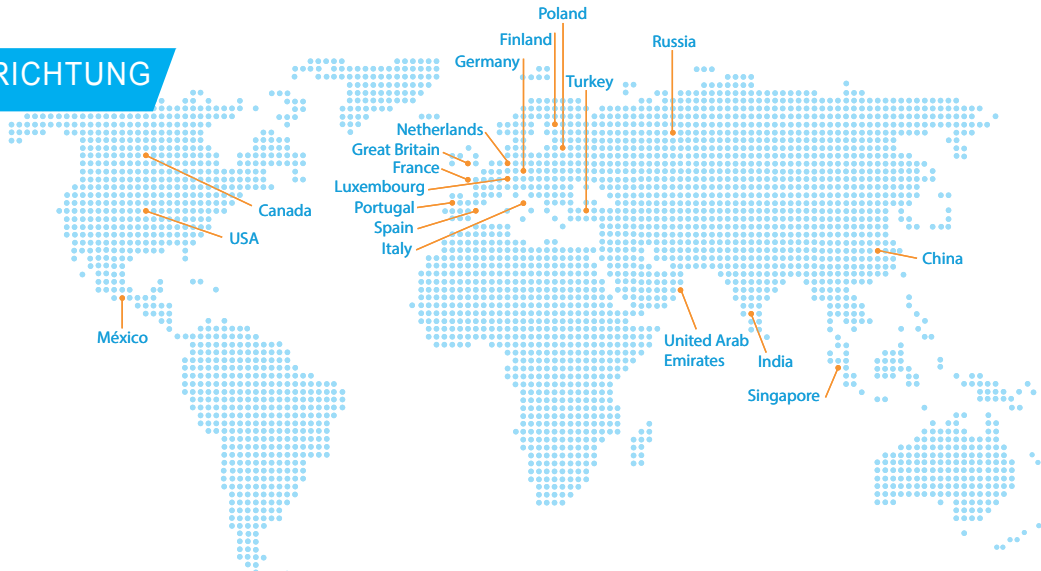 RICHTUNG
Poland
Finland
Russia
Germany
Turkey
Netherlands
Great Britain
France
Luxembourg
Portugal
Spain
Italy
Canada
USA
China
México
United Arab
Emirates
India
Singapore